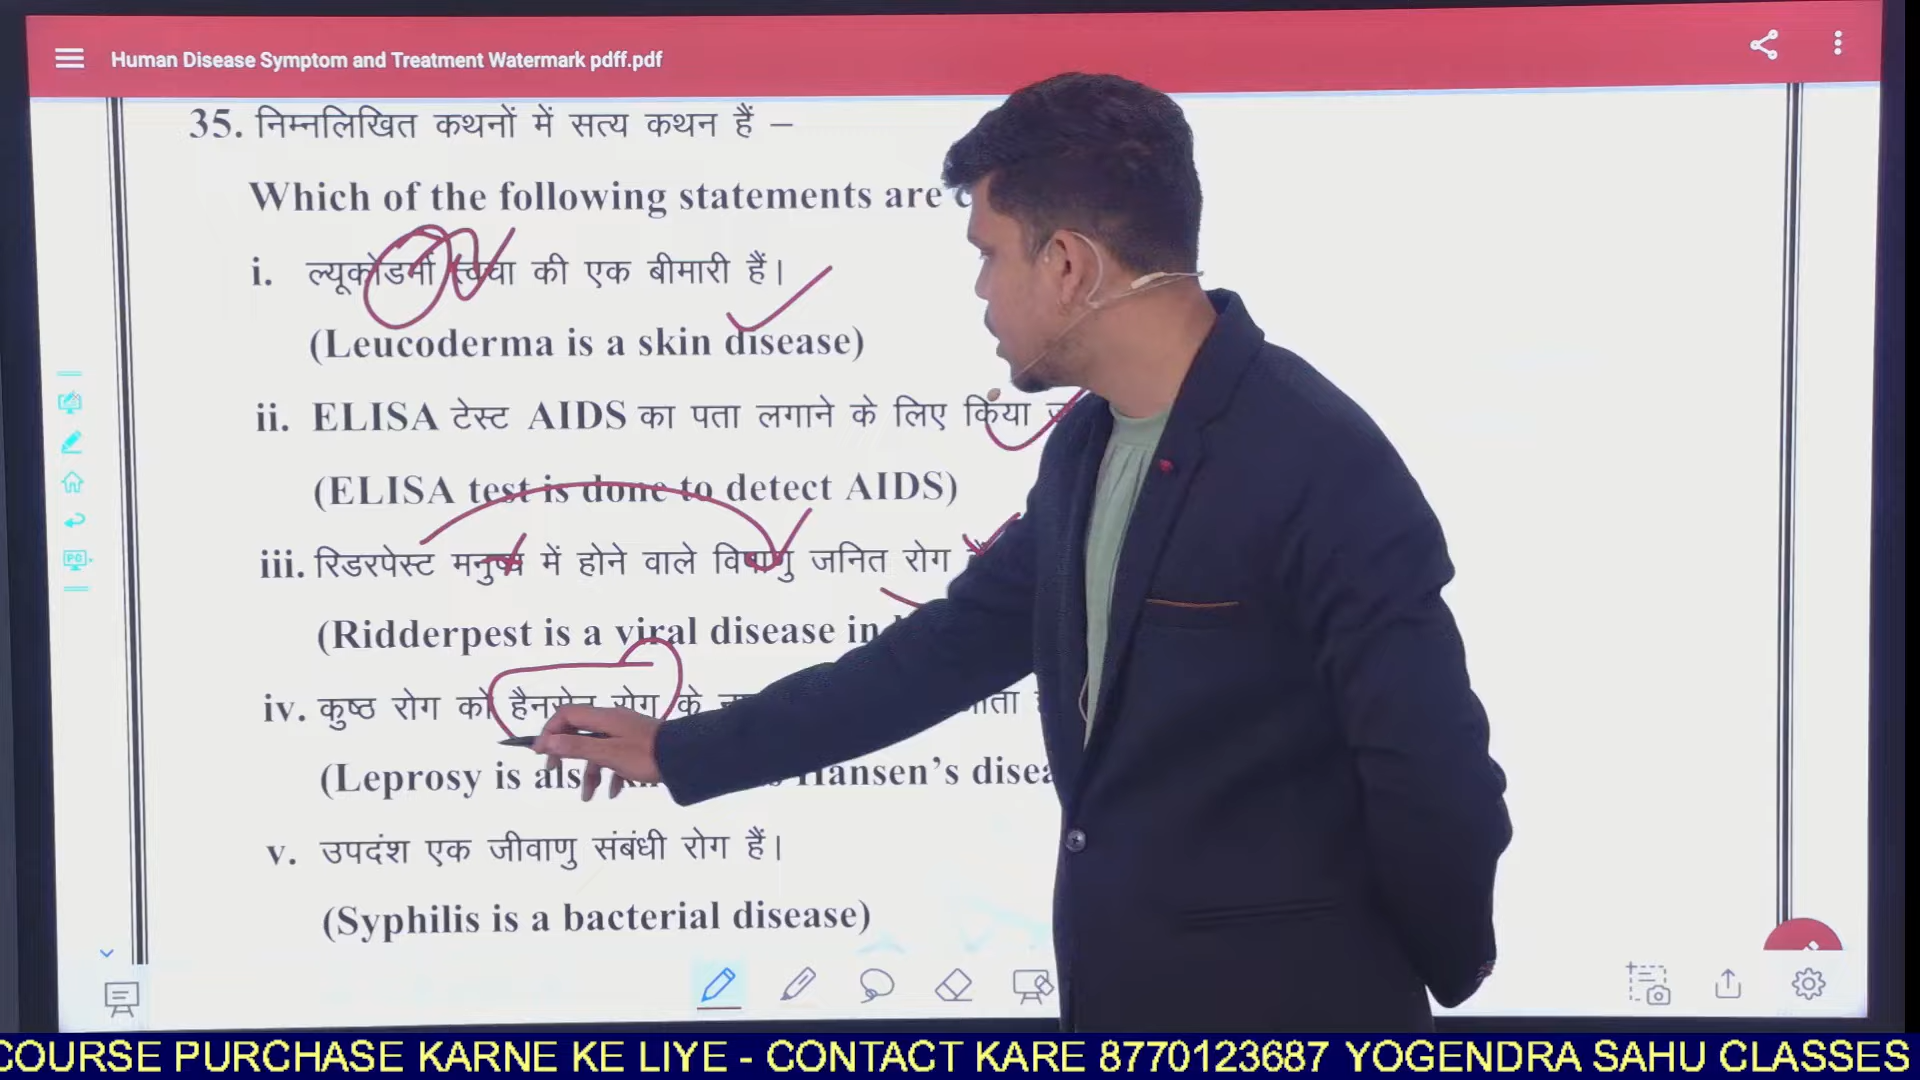 Human Disease Symptom and Treatment Watermark pdff.pdf
35. निम्नलिखित कथनों में सत्य कथन हैं –
Which of the following statements are
i. ल्यूकोडर्मा त्वचा की एक बीमारी हैं।
(Leucoderma is a skin disease)
ii. ELISA टेस्ट AIDS का पता लगाने के लिए किया
(ELISA test is done to detect AIDS)
iii. रिडरपेस्ट मनुष्य में होने वाले विषाणु जनित रोग
(Ridderpest is a viral disease in
iv. कुष्ठ रोग को हैनसेन रोग के
(Leprosy is Hansen's
v. उपदंश एक जीवाणु संबंधी रोग हैं।
(Syphilis is a bacterial disease)
COURSE PURCHASE KARNE KE LIYE - CONTACT KARE 8770123687 YOGENDRA SAHU CLASSES